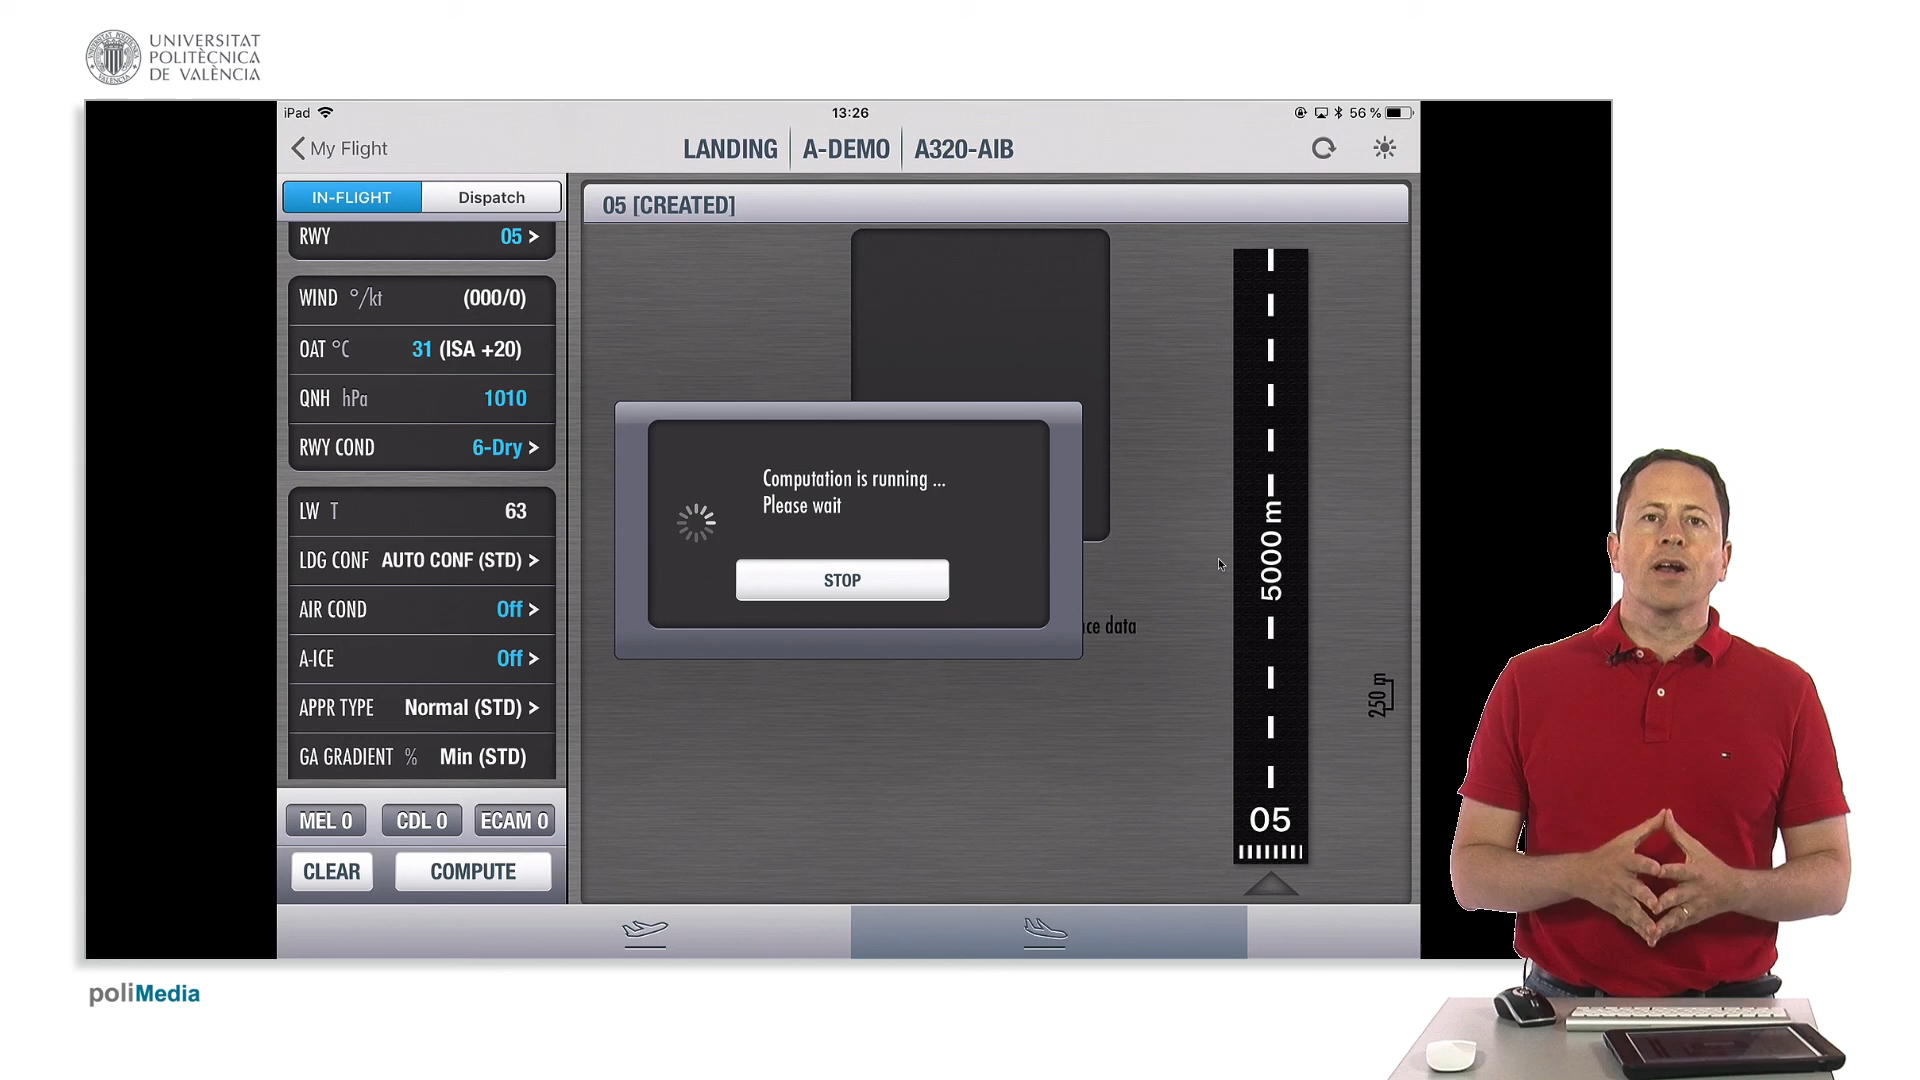 UNIVERSITAT
POLITÈCNICA
DE VALÈNCIA
iPad
13:26
56 %
My Flight
LANDING
A-DEMO
A320-AIB
IN-FLIGHT
Dispatch
05 [CREATED]
RWY 05 >
WIND °/kt (000/0)
OAT °C 31 (ISA +20)
QNH hPa 1010
RWY COND 6-Dry >
LW T 63
LDG CONF AUTO CONF (STD) >
AIR COND Off >
A-ICE Off >
APPR TYPE Normal (STD) >
GA GRADIENT % Min (STD)
MEL 0
CDL 0
ECAM 0
CLEAR
COMPUTE
Computation is running ...
Please wait
STOP
data
5000 m
250 m
05
poliMedia